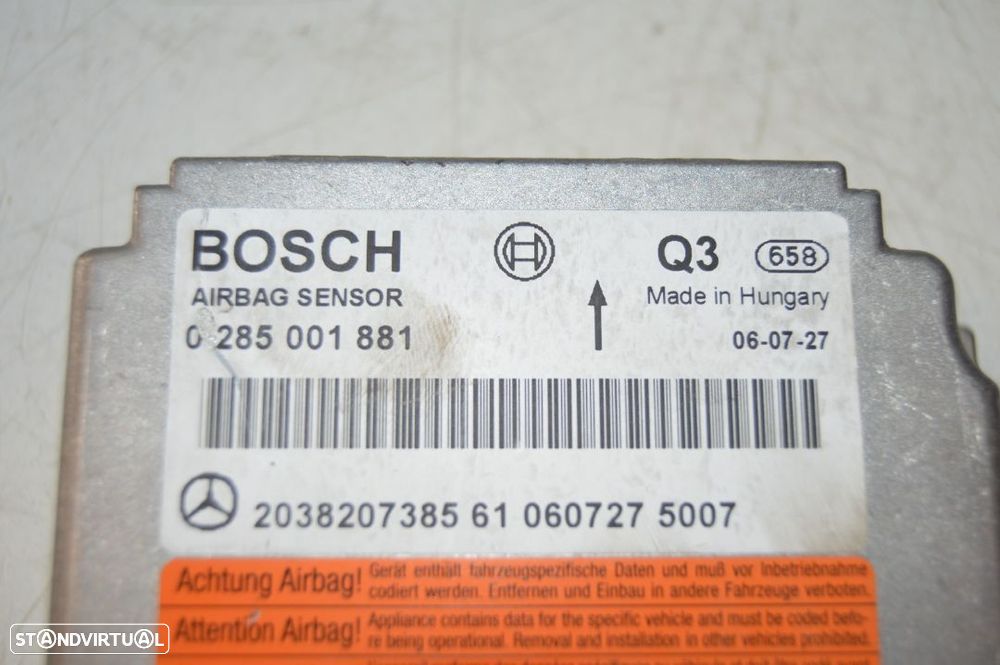 BOSCH Q3 658
AIRBAG SENSOR Made in Hungary
0 285 001 881 06-07-27
2038207385 61 060727 5007
Achtung Airbag! Gerät enthält fahrzeugspezifische Daten und muß vor Inbetriebnahme
codiert werden. Entfernen und Einbau in andere Fahrzeuge verboten.
Attention Airbag! Appliance contains data for the specific vehicle and must be coded befo-
re being operational. Removal and installation in other vehicles prohibited.
STANDVIRTUAL